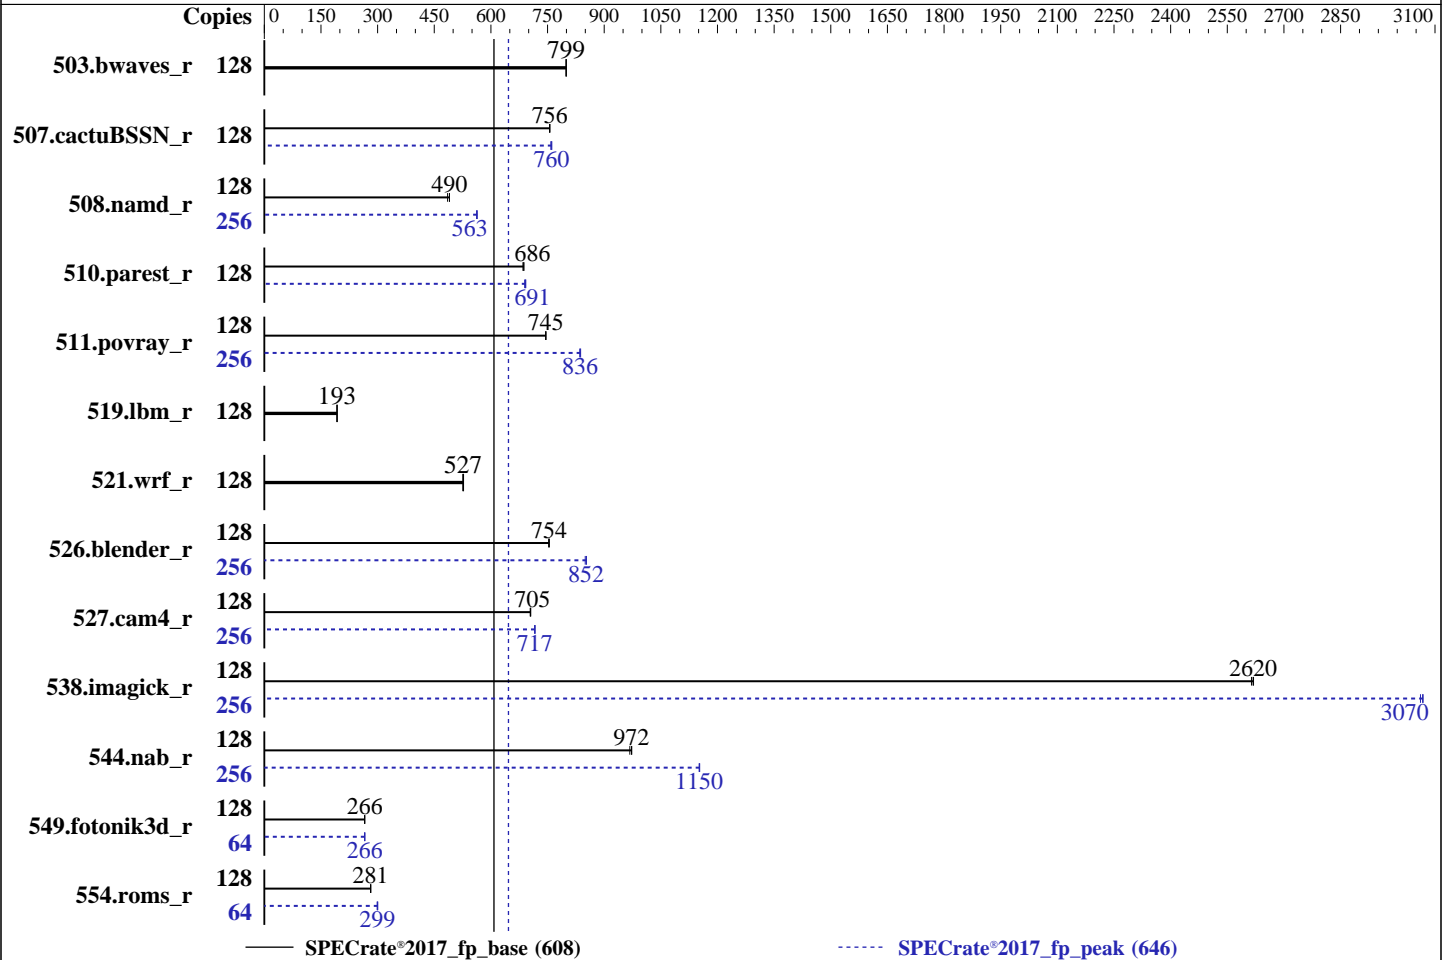 Copies 0 150 300 450 600 750 900 1050 1200 1350 1500 1650 1800 1950 2100 2250 2400 2550 2700 2850 3100
503.bwaves_r 128 799
507.cactuBSSN_r 128 756
760
508.namd_r 128 490
256 563
510.parest_r 128 686
691
511.povray_r 128 745
256 836
519.lbm_r 128 193
521.wrf_r 128 527
526.blender_r 128 754
256 852
527.cam4_r 128 705
256 717
538.imagick_r 128 2620
256 3070
544.nab_r 128 972
256 1150
549.fotonik3d_r 128 266
64 266
554.roms_r 128 281
64 299
SPECrate®2017_fp_base (608) SPECrate®2017_fp_peak (646)